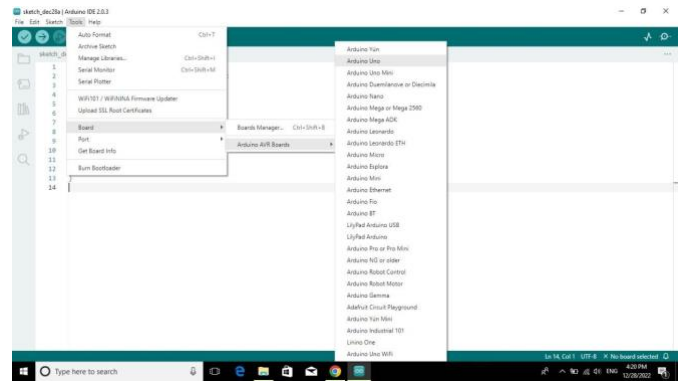 sketch_dec28a | Arduino IDE 2.0.3
File Edit Sketch Tools Help
sketch_de
1
2
3
4
5
6
7
8
9
10
11
12
13 }
14
Auto Format Ctrl+T
Archive Sketch
Manage Libraries... Ctrl+Shift+I
Serial Monitor Ctrl+Shift+M
Serial Plotter
WiFi101 / WiFiNINA Firmware Updater
Upload SSL Root Certificates
Board
Port
Get Board Info
Burn Bootloader
Boards Manager... Ctrl+Shift+B
Arduino AVR Boards
Arduino Yún
Arduino Uno
Arduino Uno Mini
Arduino Duemilanove or Diecimila
Arduino Nano
Arduino Mega or Mega 2560
Arduino Mega ADK
Arduino Leonardo
Arduino Leonardo ETH
Arduino Micro
Arduino Esplora
Arduino Mini
Arduino Ethernet
Arduino Fio
Arduino BT
LilyPad Arduino USB
LilyPad Arduino
Arduino Pro or Pro Mini
Arduino NG or older
Arduino Robot Control
Arduino Robot Motor
Arduino Gemma
Adafruit Circuit Playground
Arduino Yún Mini
Arduino Industrial 101
Linino One
Arduino Uno WiFi
Ln 14, Col 1 UTF-8 No board selected
Type here to search
ENG
4:20 PM
12/28/2022